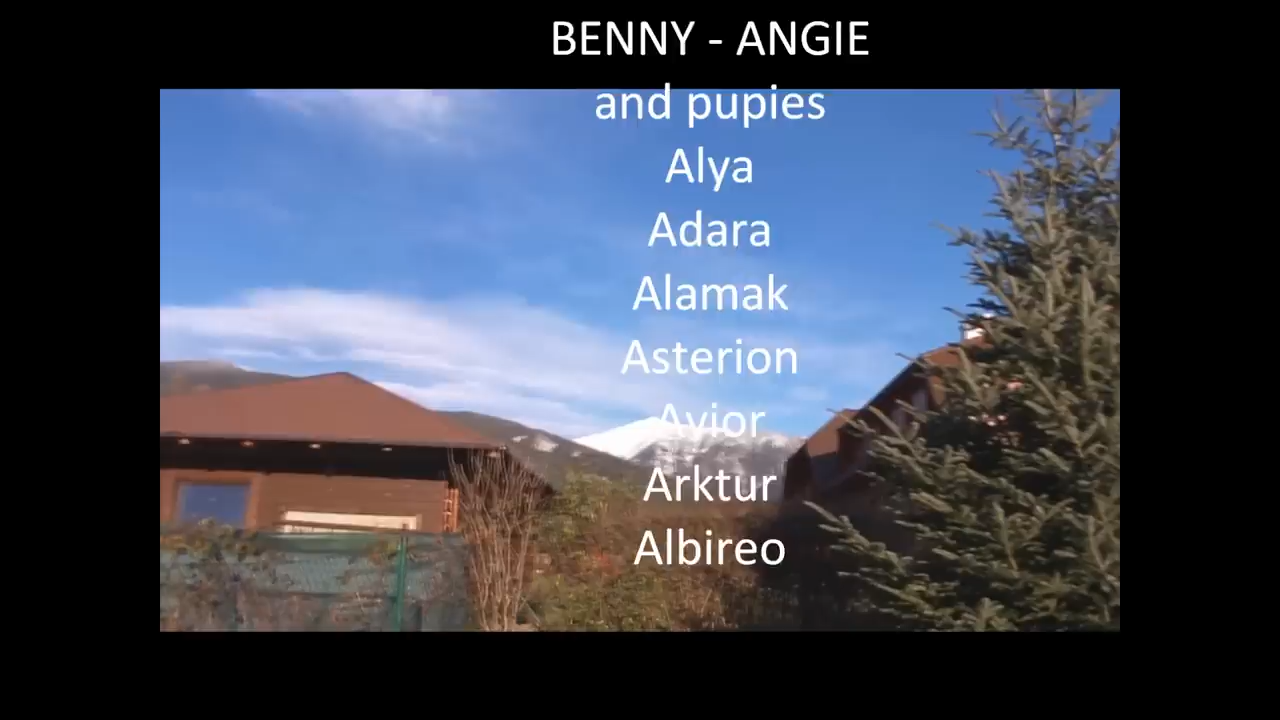 BENNY - ANGIE
and pupies
Alya
Adara
Alamak
Asterion
Avior
Arktur
Albireo